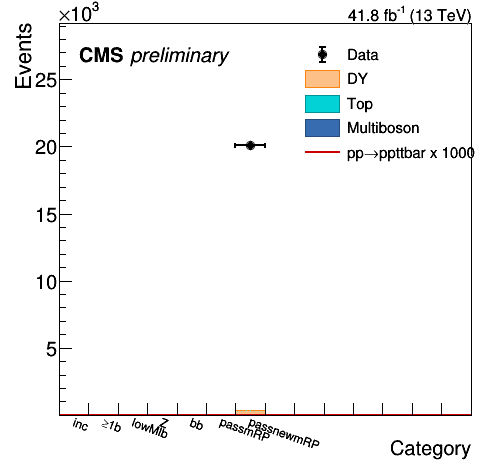 ×10³
41.8 fb⁻¹ (13 TeV)
Events
CMS preliminary
Data
DY
Top
Multiboson
pp→ppttbar x 1000
25
20
15
10
5
inc
≥1b
lowMlb
Z
bb
passmRP
passnewmRP
Category